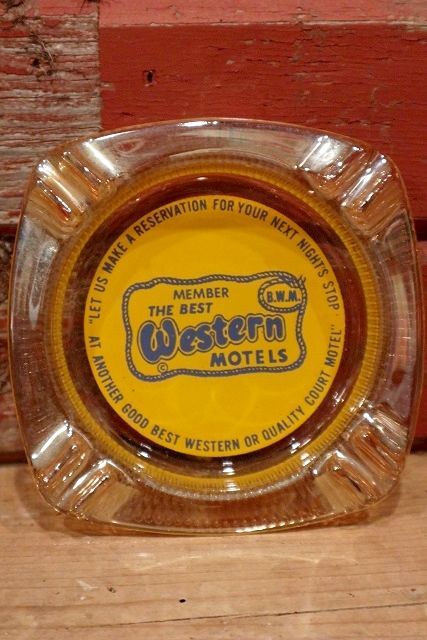 "LET US MAKE A RESERVATION FOR YOUR NEXT NIGHT'S STOP
AT ANOTHER GOOD BEST WESTERN OR QUALITY COURT MOTEL"
MEMBER
B.W.M.
THE BEST
Western
© MOTELS